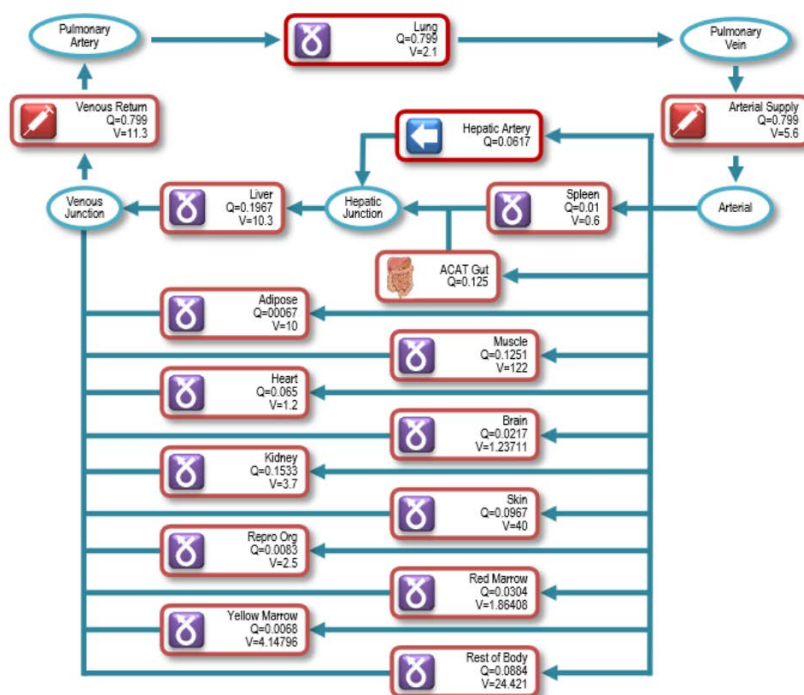 Pulmonary
Artery
Lung
Q=0.799
V=2.1
Pulmonary
Vein
Venous Return
Q=0.799
V=11.3
Arterial Supply
Q=0.799
V=5.6
Hepatic Artery
Q=0.0617
Venous
Junction
Liver
Q=0.1967
V=10.3
Hepatic
Junction
Spleen
Q=0.01
V=0.6
Arterial
ACAT Gut
Q=0.125
Adipose
Q=00067
V=10
Muscle
Q=0.1251
V=122
Heart
Q=0.065
V=1.2
Brain
Q=0.0217
V=1.23711
Kidney
Q=0.1533
V=3.7
Skin
Q=0.0967
V=40
Repro Org
Q=0.0083
V=2.5
Red Marrow
Q=0.0304
V=1.86408
Yellow Marrow
Q=0.0068
V=4.14796
Rest of Body
Q=0.0884
V=24.421